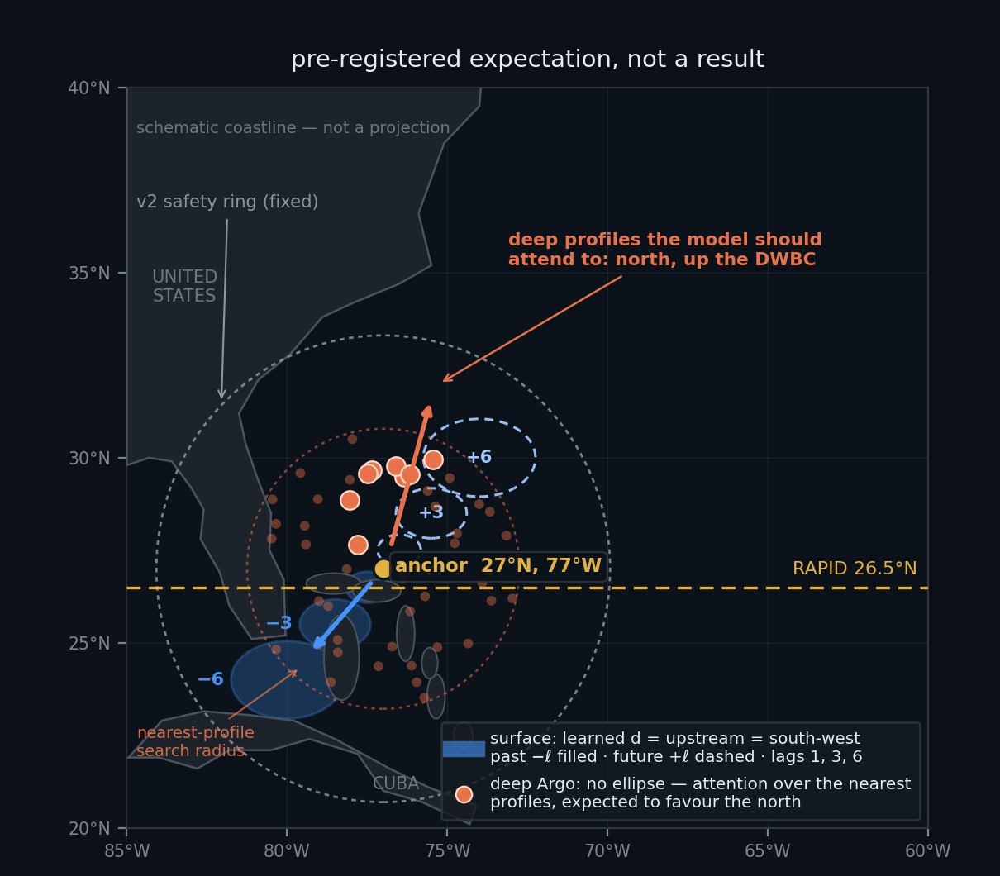 pre-registered expectation, not a result
40°N
schematic coastline — not a projection
v2 safety ring (fixed)
deep profiles the model should
attend to: north, up the DWBC
35°N
UNITED
STATES
30°N
+6
+3
anchor 27°N, 77°W
RAPID 26.5°N
−3
25°N
−6
nearest-profile
search radius
surface: learned d = upstream = south-west
past −ℓ filled · future +ℓ dashed · lags 1, 3, 6
deep Argo: no ellipse — attention over the nearest
profiles, expected to favour the north
CUBA
20°N
85°W
80°W
75°W
70°W
65°W
60°W